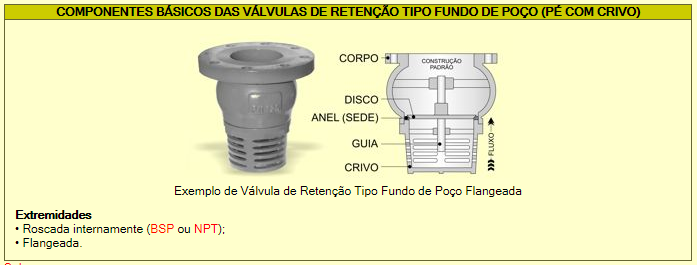 COMPONENTES BÁSICOS DAS VÁLVULAS DE RETENÇÃO TIPO FUNDO DE POÇO (PÉ COM CRIVO)
CORPO
CONSTRUÇÃO
PADRÃO
DISCO
ANEL (SEDE)
GUIA
CRIVO
FLUXO
Exemplo de Válvula de Retenção Tipo Fundo de Poço Flangeada
Extremidades
• Roscada internamente (BSP ou NPT);
• Flangeada.